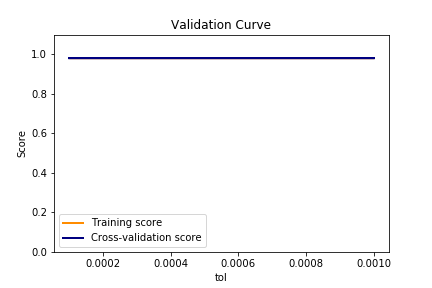 Validation Curve
1.0
0.8
0.6
0.4
0.2
0.0
Score
Training score
Cross-validation score
0.0002 0.0004 0.0006 0.0008 0.0010
tol